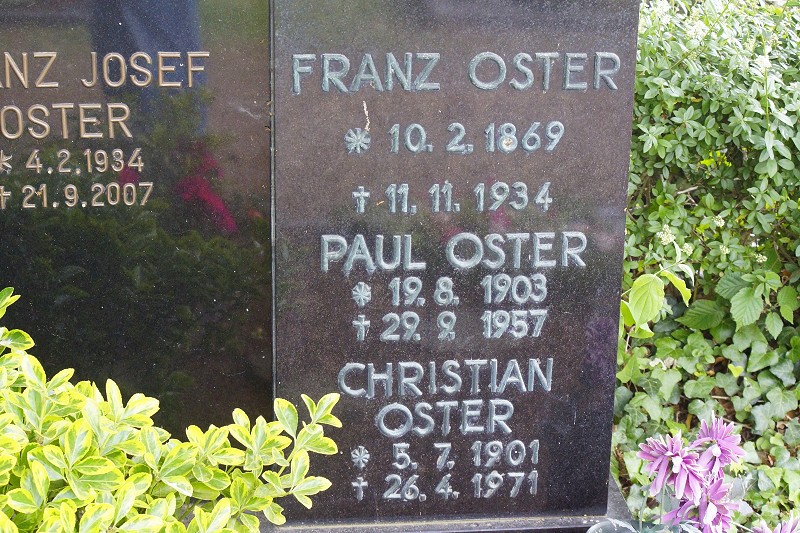 ANZ JOSEF
OSTER
* 4.2.1934
† 21.9.2007
FRANZ OSTER
* 10. 2. 1869
† 11. 11. 1934
PAUL OSTER
* 19. 8. 1903
† 29. 9. 1957
CHRISTIAN
OSTER
* 5. 7. 1901
† 26. 4. 1971